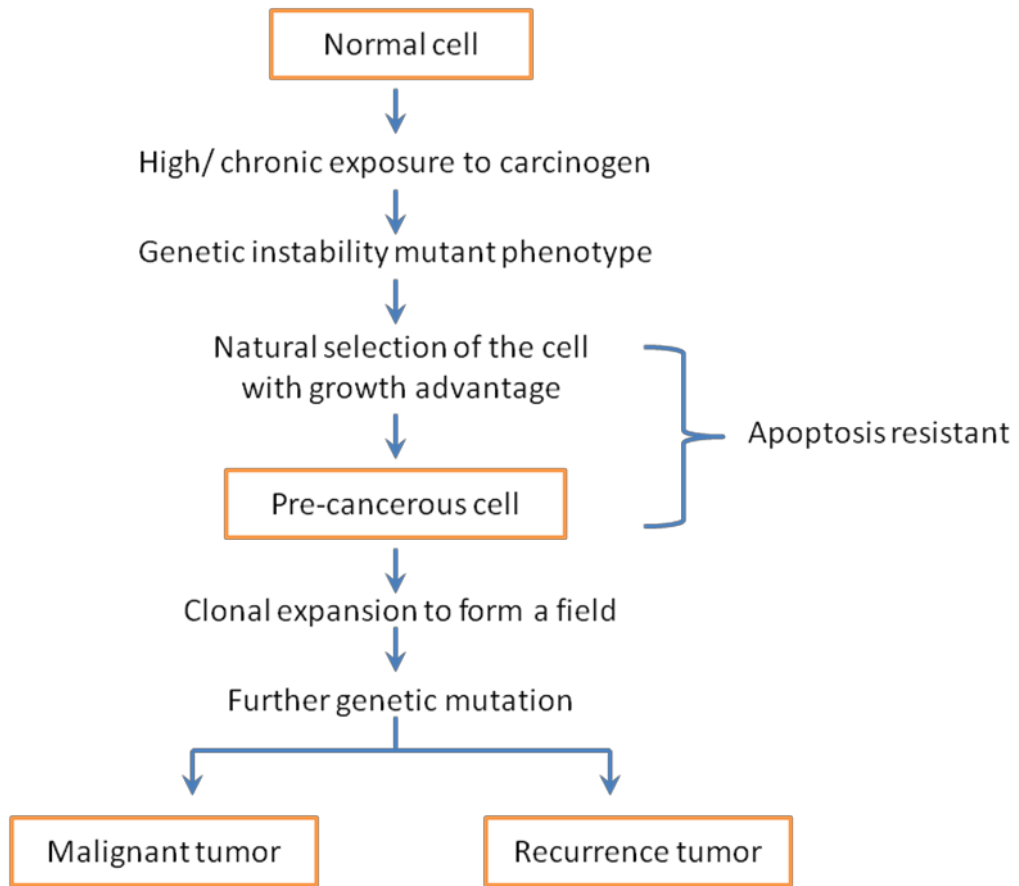 Normal cell
High/ chronic exposure to carcinogen
Genetic instability mutant phenotype
Natural selection of the cell
with growth advantage
Apoptosis resistant
Pre-cancerous cell
Clonal expansion to form a field
Further genetic mutation
Malignant tumor
Recurrence tumor